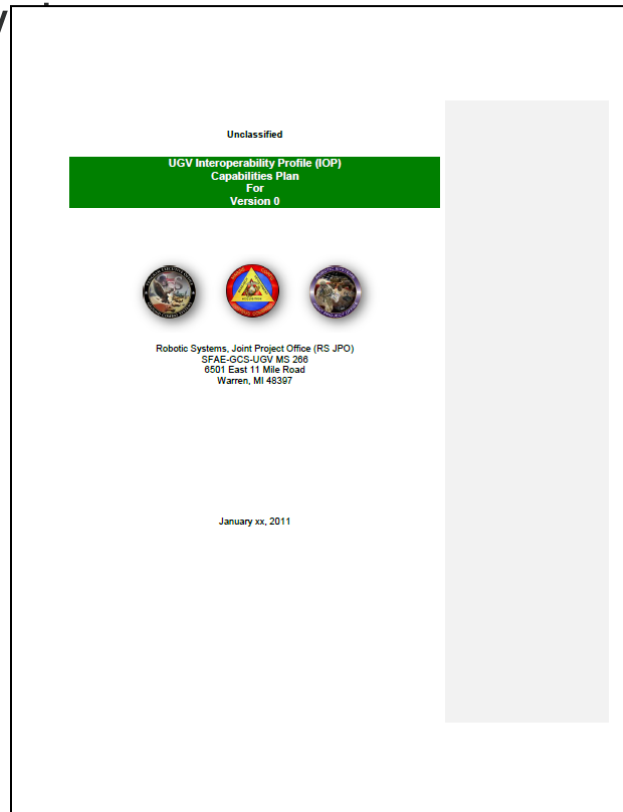 Unclassified
UGV Interoperability Profile (IOP)
Capabilities Plan
For
Version 0
Robotic Systems, Joint Project Office (RS JPO)
SFAE-GCS-UGV MS 266
6501 East 11 Mile Road
Warren, MI 48397
January xx, 2011